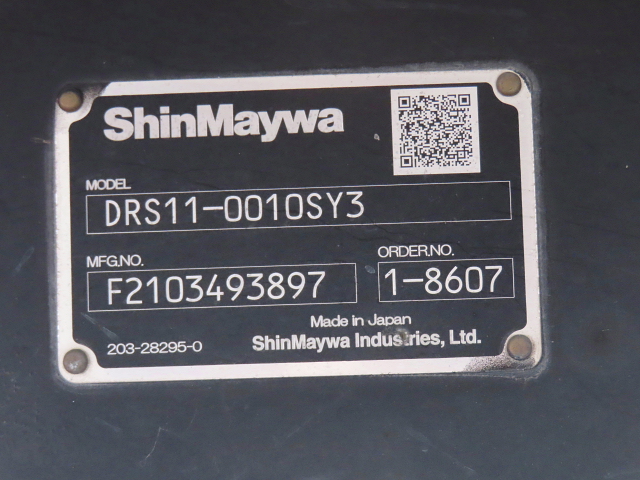 ShinMaywa
MODEL
DRS11-0010SY3
MFG.NO.
F2103493897
ORDER.NO.
1-8607
Made in Japan
203-28295-0
ShinMaywa Industries, Ltd.